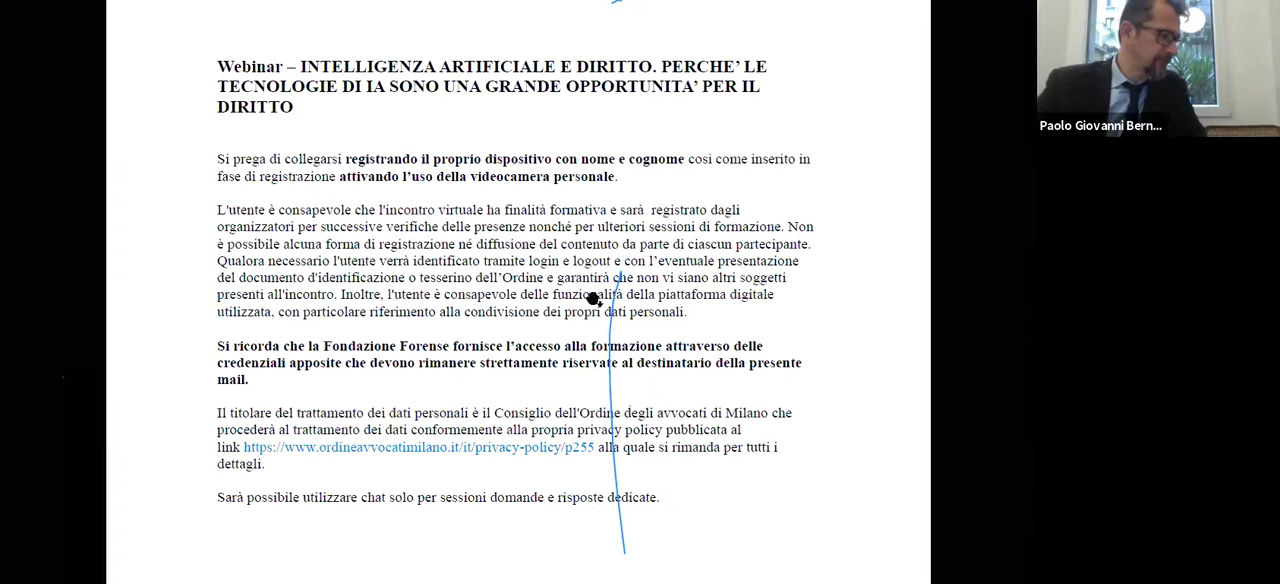 Webinar – INTELLIGENZA ARTIFICIALE E DIRITTO. PERCHE’ LE
TECNOLOGIE DI IA SONO UNA GRANDE OPPORTUNITA’ PER IL
DIRITTO
Si prega di collegarsi registrando il proprio dispositivo con nome e cognome così come inserito in
fase di registrazione attivando l’uso della videocamera personale.
L'utente è consapevole che l'incontro virtuale ha finalità formativa e sarà registrato dagli
organizzatori per successive verifiche delle presenze nonché per ulteriori sessioni di formazione. Non
è possibile alcuna forma di registrazione né diffusione del contenuto da parte di ciascun partecipante.
Qualora necessario l'utente verrà identificato tramite login e logout e con l’eventuale presentazione
del documento d'identificazione o tesserino dell’Ordine e garantirà che non vi siano altri soggetti
presenti all'incontro. Inoltre, l'utente è consapevole delle funzionalità della piattaforma digitale
utilizzata, con particolare riferimento alla condivisione dei propri dati personali.
Si ricorda che la Fondazione Forense fornisce l’accesso alla formazione attraverso delle
credenziali apposite che devono rimanere strettamente riservate al destinatario della presente
mail.
Il titolare del trattamento dei dati personali è il Consiglio dell'Ordine degli avvocati di Milano che
procederà al trattamento dei dati conformemente alla propria privacy policy pubblicata al
link https://www.ordineavvocatimilano.it/it/privacy-policy/p255 alla quale si rimanda per tutti i
dettagli.
Sarà possibile utilizzare chat solo per sessioni domande e risposte dedicate.
Paolo Giovanni Bern...